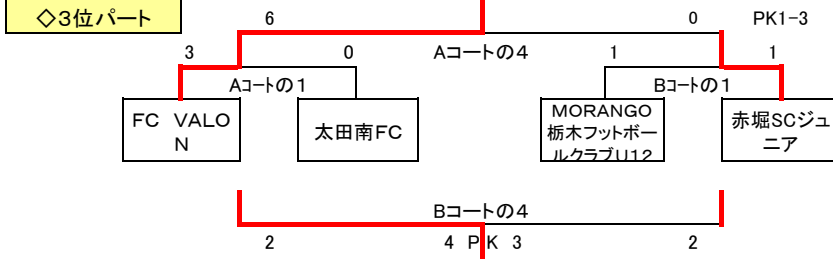 ◇3位パート
6 0 PK1-3
3 0 Aコートの4 1 1
Aコートの1 Bコートの1
FC VALO
N
太田南FC
MORANGO
栃木フットボー
ルクラブU12
赤堀SCジュ
ニア
Bコートの4
2 4 PK 3 2